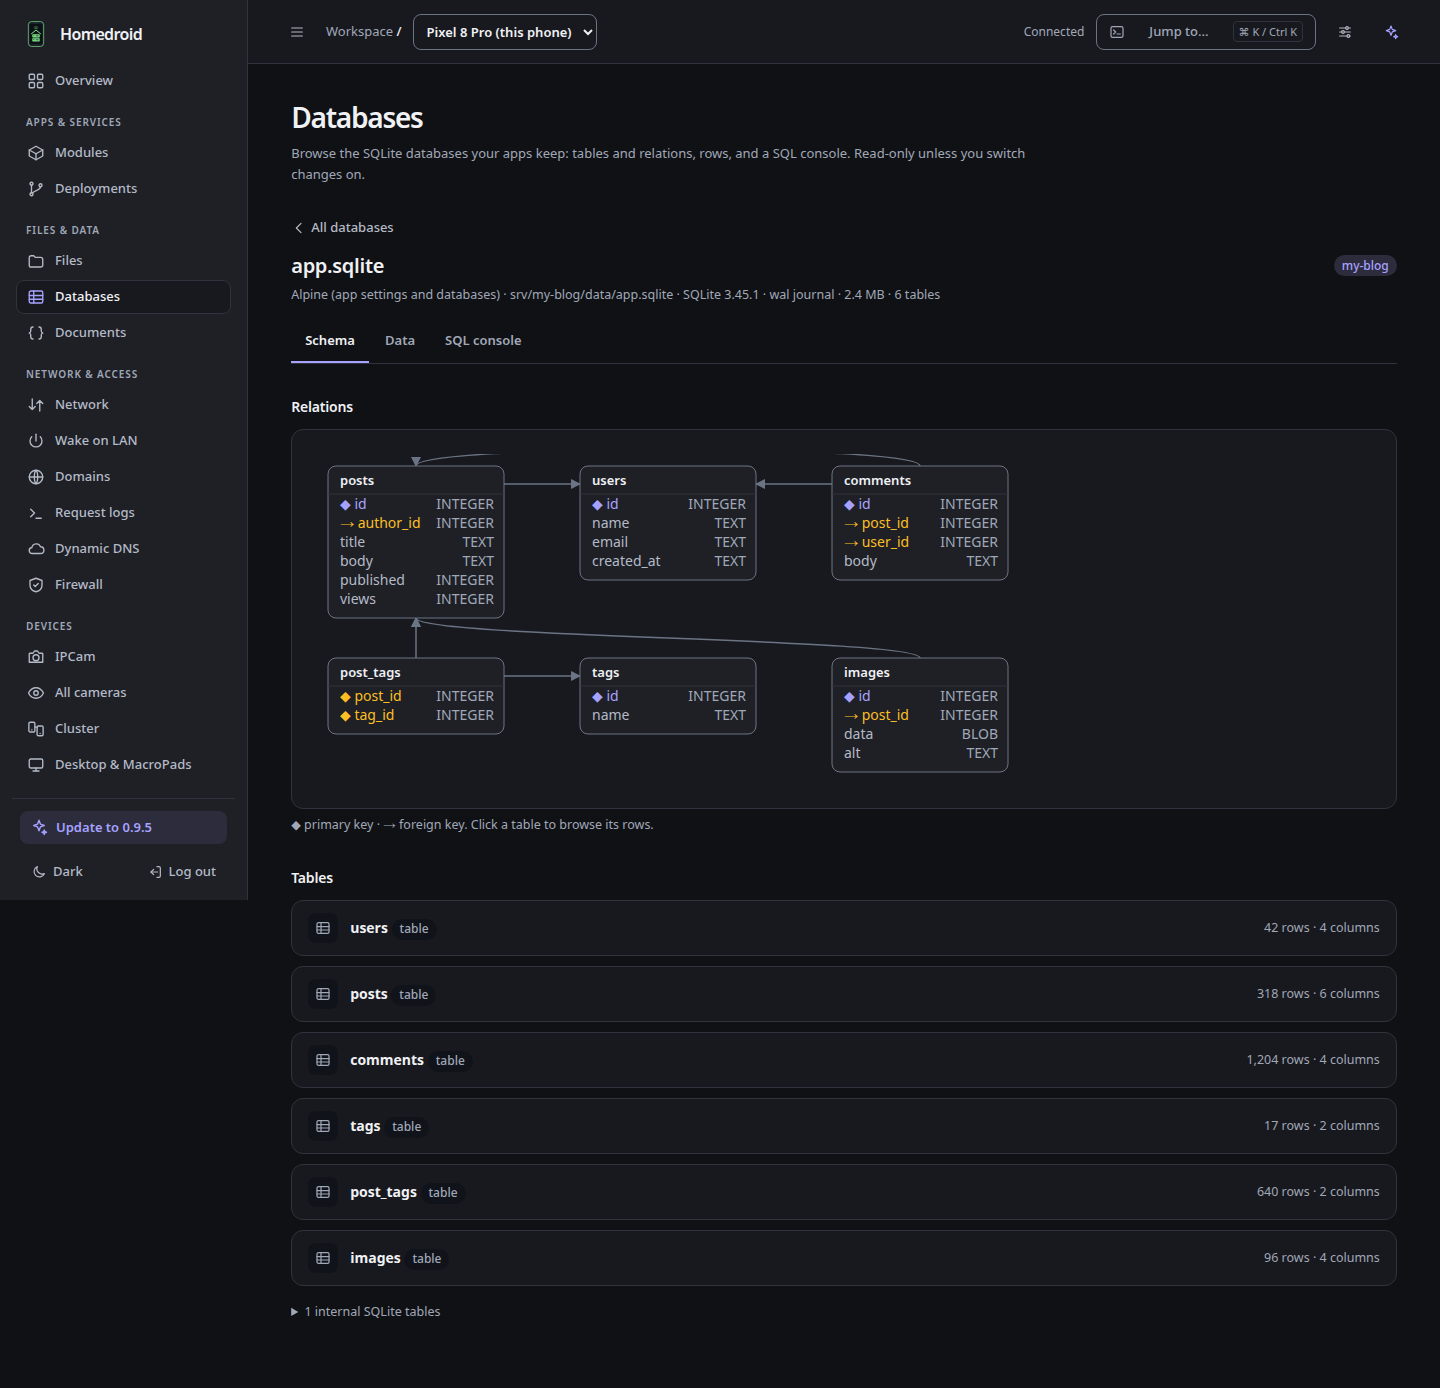 Homedroid
Overview
APPS & SERVICES
Modules
Deployments
FILES & DATA
Files
Databases
Documents
NETWORK & ACCESS
Network
Wake on LAN
Domains
Request logs
Dynamic DNS
Firewall
DEVICES
IPCam
All cameras
Cluster
Desktop & MacroPads
Update to 0.9.5
Dark Log out
Workspace / Pixel 8 Pro (this phone) Connected Jump to... ⌘ K / Ctrl K
Databases
Browse the SQLite databases your apps keep: tables and relations, rows, and a SQL console. Read-only unless you switch
changes on.
All databases
app.sqlite my-blog
Alpine (app settings and databases) · srv/my-blog/data/app.sqlite · SQLite 3.45.1 · wal journal · 2.4 MB · 6 tables
Schema Data SQL console
Relations
posts
◆ id INTEGER
→ author_id INTEGER
title TEXT
body TEXT
published INTEGER
views INTEGER
users
◆ id INTEGER
name TEXT
email TEXT
created_at TEXT
comments
◆ id INTEGER
→ post_id INTEGER
→ user_id INTEGER
body TEXT
post_tags
◆ post_id INTEGER
◆ tag_id INTEGER
tags
◆ id INTEGER
name TEXT
images
◆ id INTEGER
→ post_id INTEGER
data BLOB
alt TEXT
◆ primary key · → foreign key. Click a table to browse its rows.
Tables
users table 42 rows · 4 columns
posts table 318 rows · 6 columns
comments table 1,204 rows · 4 columns
tags table 17 rows · 2 columns
post_tags table 640 rows · 2 columns
images table 96 rows · 4 columns
▶ 1 internal SQLite tables